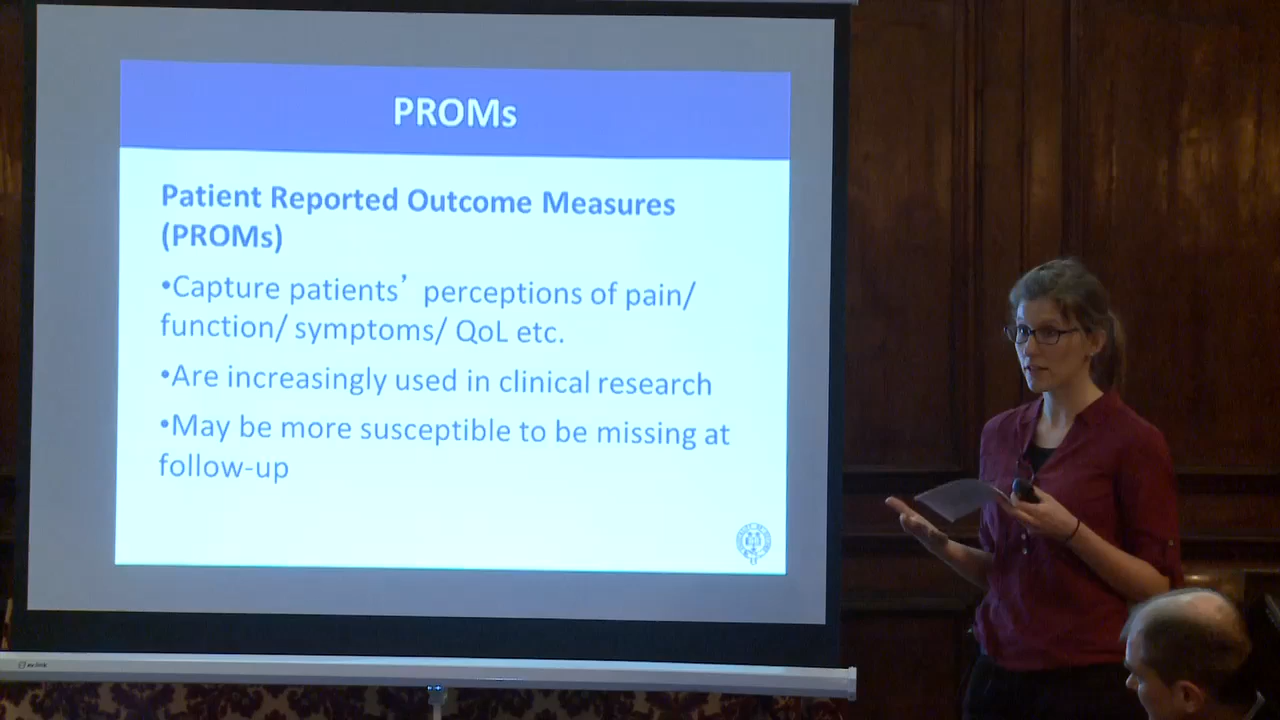 PROMs
Patient Reported Outcome Measures
(PROMs)
•Capture patients’ perceptions of pain/
function/ symptoms/ QoL etc.
•Are increasingly used in clinical research
•May be more susceptible to be missing at
follow-up